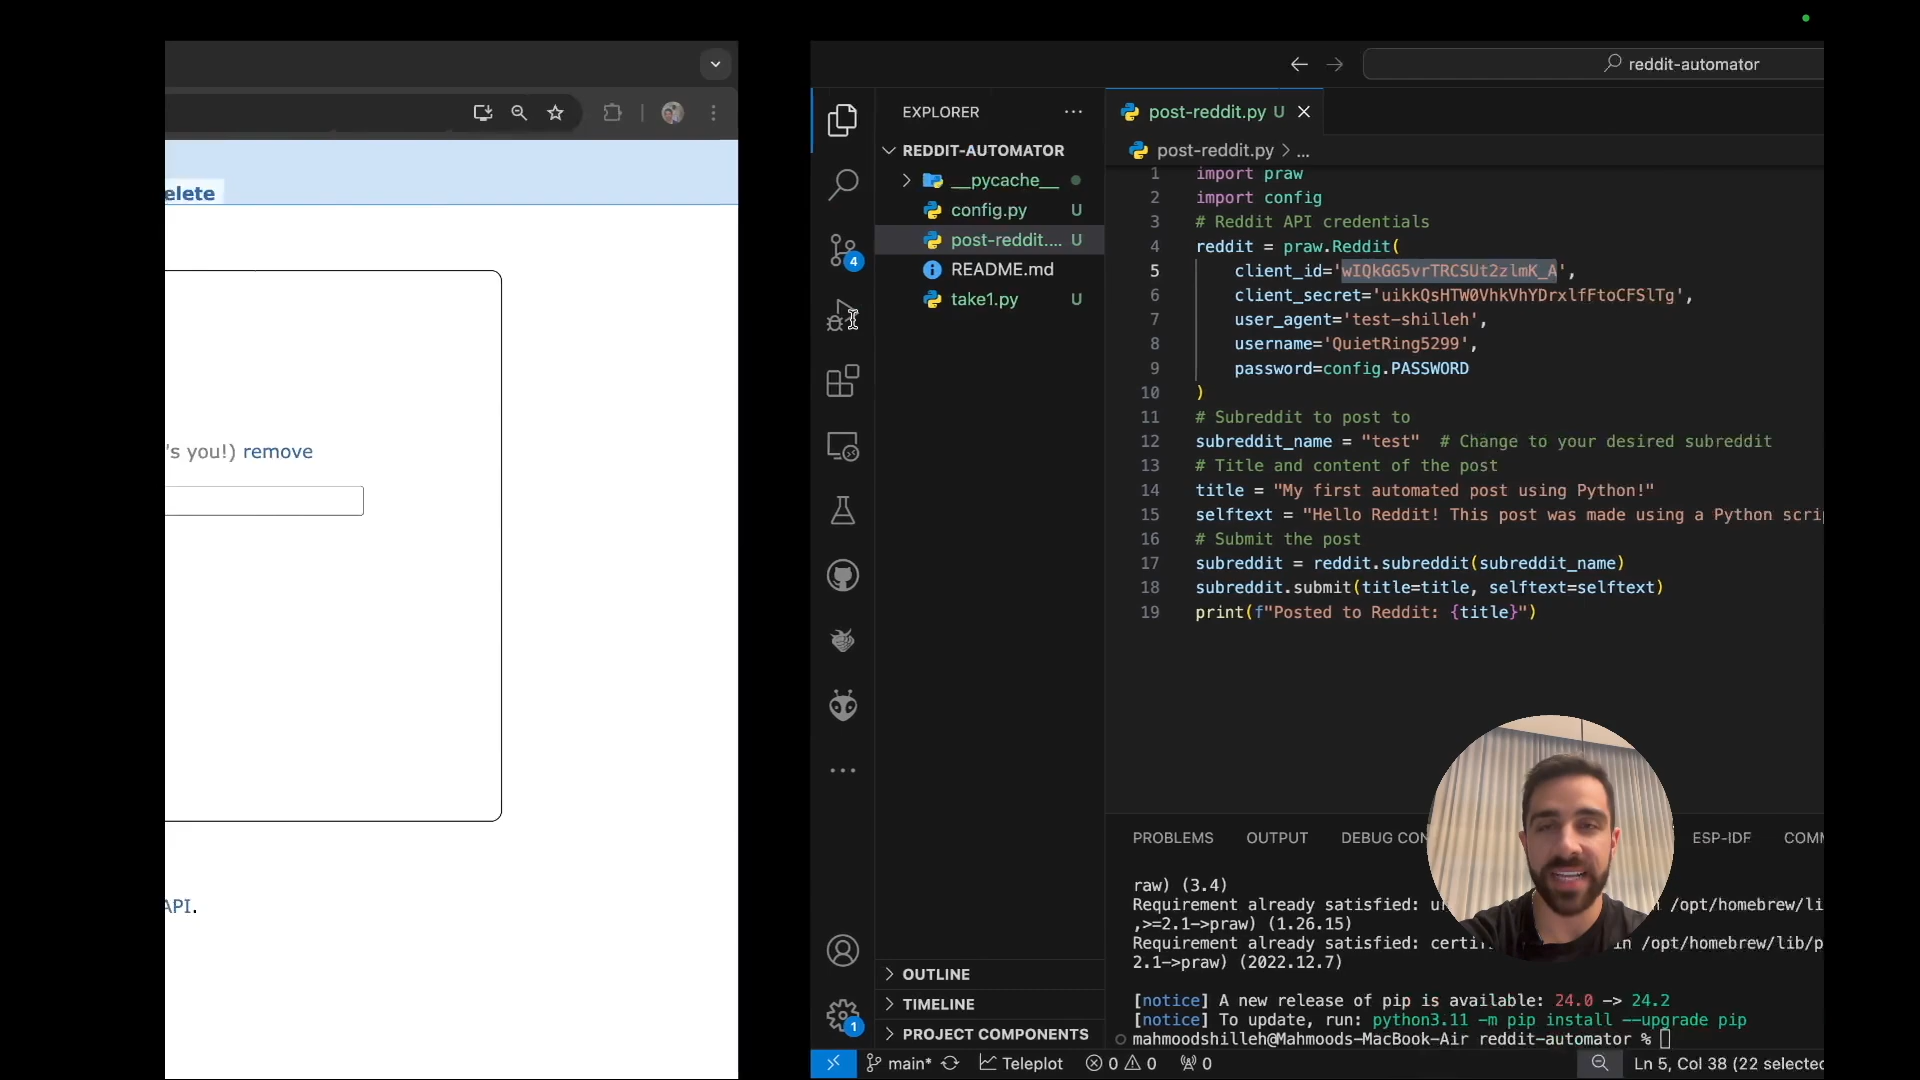 elete
's you!) remove
API.
reddit-automator
EXPLORER
REDDIT-AUTOMATOR
__pycache__
config.py U
post-reddit.... U
README.md
take1.py U
4
1
OUTLINE
TIMELINE
PROJECT COMPONENTS
post-reddit.py U
post-reddit.py > ...
1 import praw
2 import config
3 # Reddit API credentials
4 reddit = praw.Reddit(
5 client_id='wIQkGG5vrTRCSUt2zlmK_A',
6 client_secret='uikkQsHTW0VhkVhYDrxlfFtoCFSlTg',
7 user_agent='test-shilleh',
8 username='QuietRing5299',
9 password=config.PASSWORD
10 )
11 # Subreddit to post to
12 subreddit_name = "test" # Change to your desired subreddit
13 # Title and content of the post
14 title = "My first automated post using Python!"
15 selftext = "Hello Reddit! This post was made using a Python scri
16 # Submit the post
17 subreddit = reddit.subreddit(subreddit_name)
18 subreddit.submit(title=title, selftext=selftext)
19 print(f"Posted to Reddit: {title}")
PROBLEMS OUTPUT DEBUG CON ESP-IDF COMM
raw) (3.4)
Requirement already satisfied: u n /opt/homebrew/li
,>=2.1->praw) (1.26.15)
Requirement already satisfied: certi in /opt/homebrew/lib/p
2.1->praw) (2022.12.7)
[notice] A new release of pip is available: 24.0 -> 24.2
[notice] To update, run: python3.11 -m pip install --upgrade pip
mahmoodshilleh@Mahmoods-MacBook-Air reddit-automator %
main* Teleplot 0 0 0 Ln 5, Col 38 (22 selected